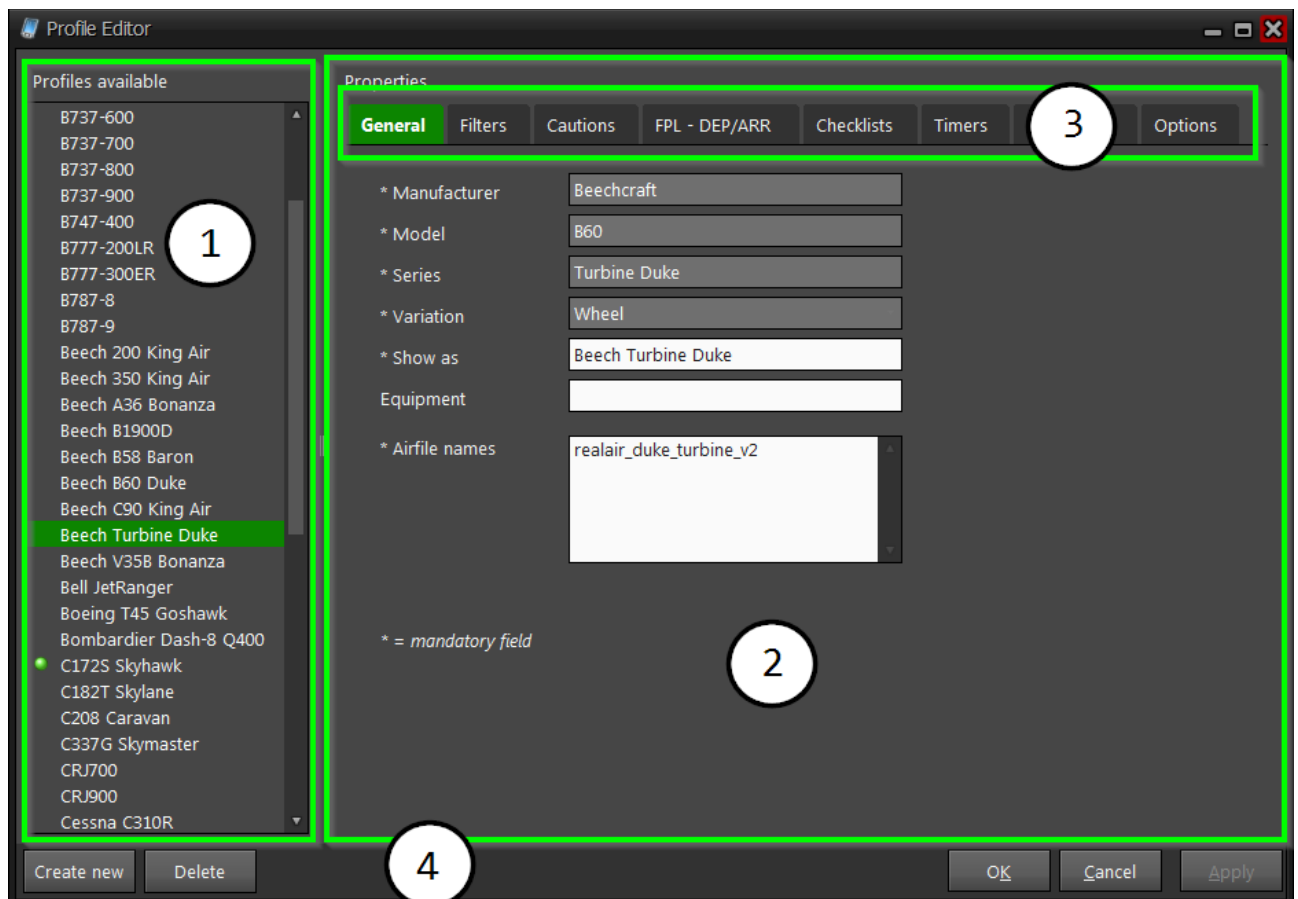 Profile Editor
Profiles available
B737-600
B737-700
B737-800
B737-900
B747-400
B777-200LR
B777-300ER
B787-8
B787-9
Beech 200 King Air
Beech 350 King Air
Beech A36 Bonanza
Beech B1900D
Beech B58 Baron
Beech B60 Duke
Beech C90 King Air
Beech Turbine Duke
Beech V35B Bonanza
Bell JetRanger
Boeing T45 Goshawk
Bombardier Dash-8 Q400
C172S Skyhawk
C182T Skylane
C208 Caravan
C337G Skymaster
CRJ700
CRJ900
Cessna C310R
1
Properties
General Filters Cautions FPL - DEP/ARR Checklists Timers 3 Options
* Manufacturer Beechcraft
* Model B60
* Series Turbine Duke
* Variation Wheel
* Show as Beech Turbine Duke
Equipment
* Airfile names realair_duke_turbine_v2
* = mandatory field
2
Create new Delete 4 OK Cancel Apply